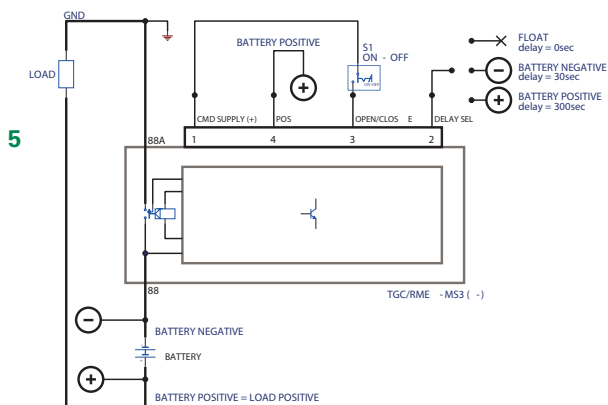 GND
LOAD
5
BATTERY POSITIVE
S1
ON - OFF
ON OFF
FLOAT
delay = 0sec
BATTERY NEGATIVE
delay = 30sec
BATTERY POSITIVE
delay = 300sec
88A
CMD SUPPLY (+)
POS
OPEN/CLOS E
DELAY SEL
1
4
3
2
88
TGC/RME -MS3 ( -)
BATTERY NEGATIVE
BATTERY
BATTERY POSITIVE = LOAD POSITIVE